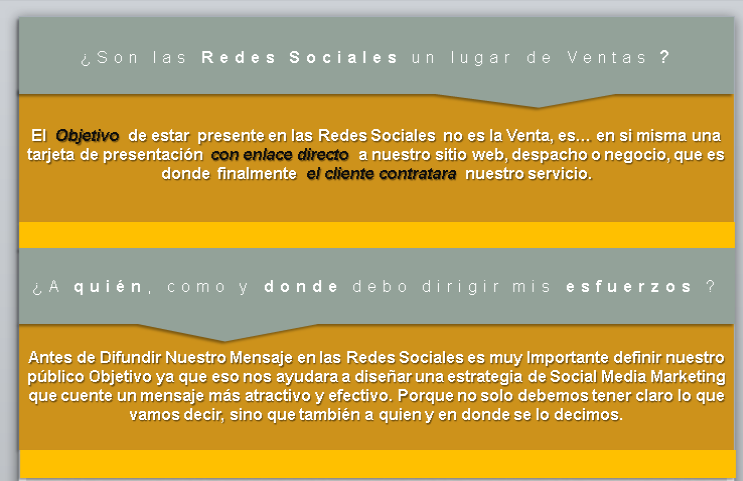 ¿Son las Redes Sociales un lugar de Ventas ?
El Objetivo de estar presente en las Redes Sociales no es la Venta, es... en si misma una
tarjeta de presentación con enlace directo a nuestro sitio web, despacho o negocio, que es
donde finalmente el cliente contratara nuestro servicio.
¿A quién, como y donde debo dirigir mis esfuerzos ?
Antes de Difundir Nuestro Mensaje en las Redes Sociales es muy Importante definir nuestro
público Objetivo ya que eso nos ayudara a diseñar una estrategia de Social Media Marketing
que cuente un mensaje más atractivo y efectivo. Porque no solo debemos tener claro lo que
vamos decir, sino que también a quien y en donde se lo decimos.